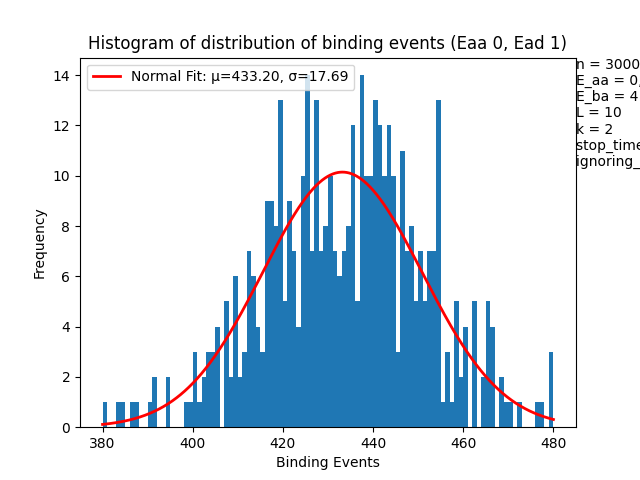 Histogram of distribution of binding events (Eaa 0, Ead 1)
Normal Fit: μ=433.20, σ=17.69
n = 3000
E_aa = 0,
E_ba = 4
L = 10
k = 2
stop_time
ignoring_
14
12
10
8
6
4
2
0
Frequency
380
400
420
440
460
480
Binding Events